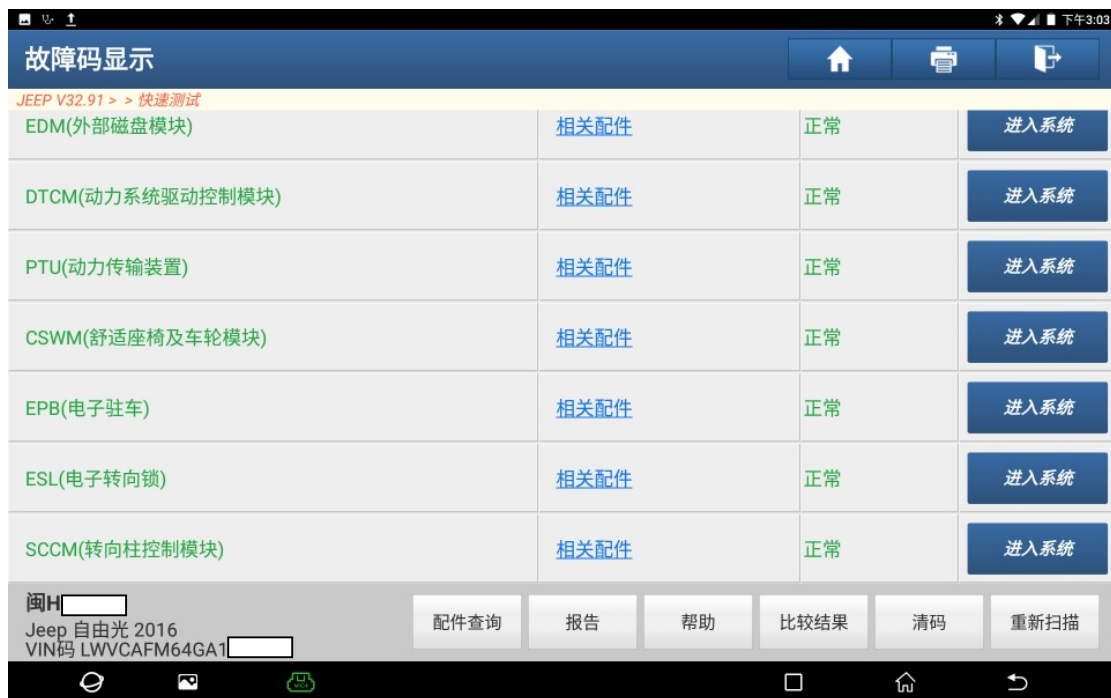 下午3:03
故障码显示
JEEP V32.91 > > 快速测试
EDM(外部磁盘模块) 相关配件 正常 进入系统
DTCM(动力系统驱动控制模块) 相关配件 正常 进入系统
PTU(动力传输装置) 相关配件 正常 进入系统
CSWM(舒适座椅及车轮模块) 相关配件 正常 进入系统
EPB(电子驻车) 相关配件 正常 进入系统
ESL(电子转向锁) 相关配件 正常 进入系统
SCCM(转向柱控制模块) 相关配件 正常 进入系统
闽H
Jeep 自由光 2016
VIN码 LWVCAFM64GA1
配件查询 报告 帮助 比较结果 清码 重新扫描
VCI